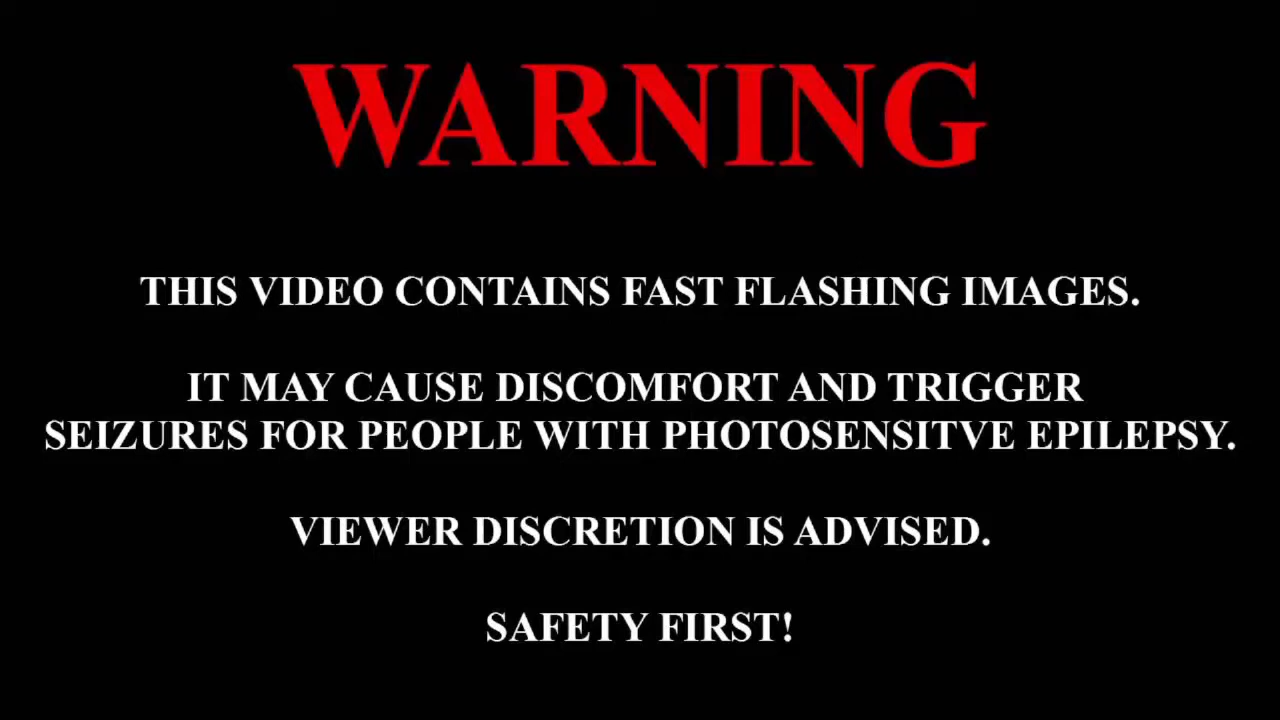 WARNING
THIS VIDEO CONTAINS FAST FLASHING IMAGES.
IT MAY CAUSE DISCOMFORT AND TRIGGER
SEIZURES FOR PEOPLE WITH PHOTOSENSITVE EPILEPSY.
VIEWER DISCRETION IS ADVISED.
SAFETY FIRST!